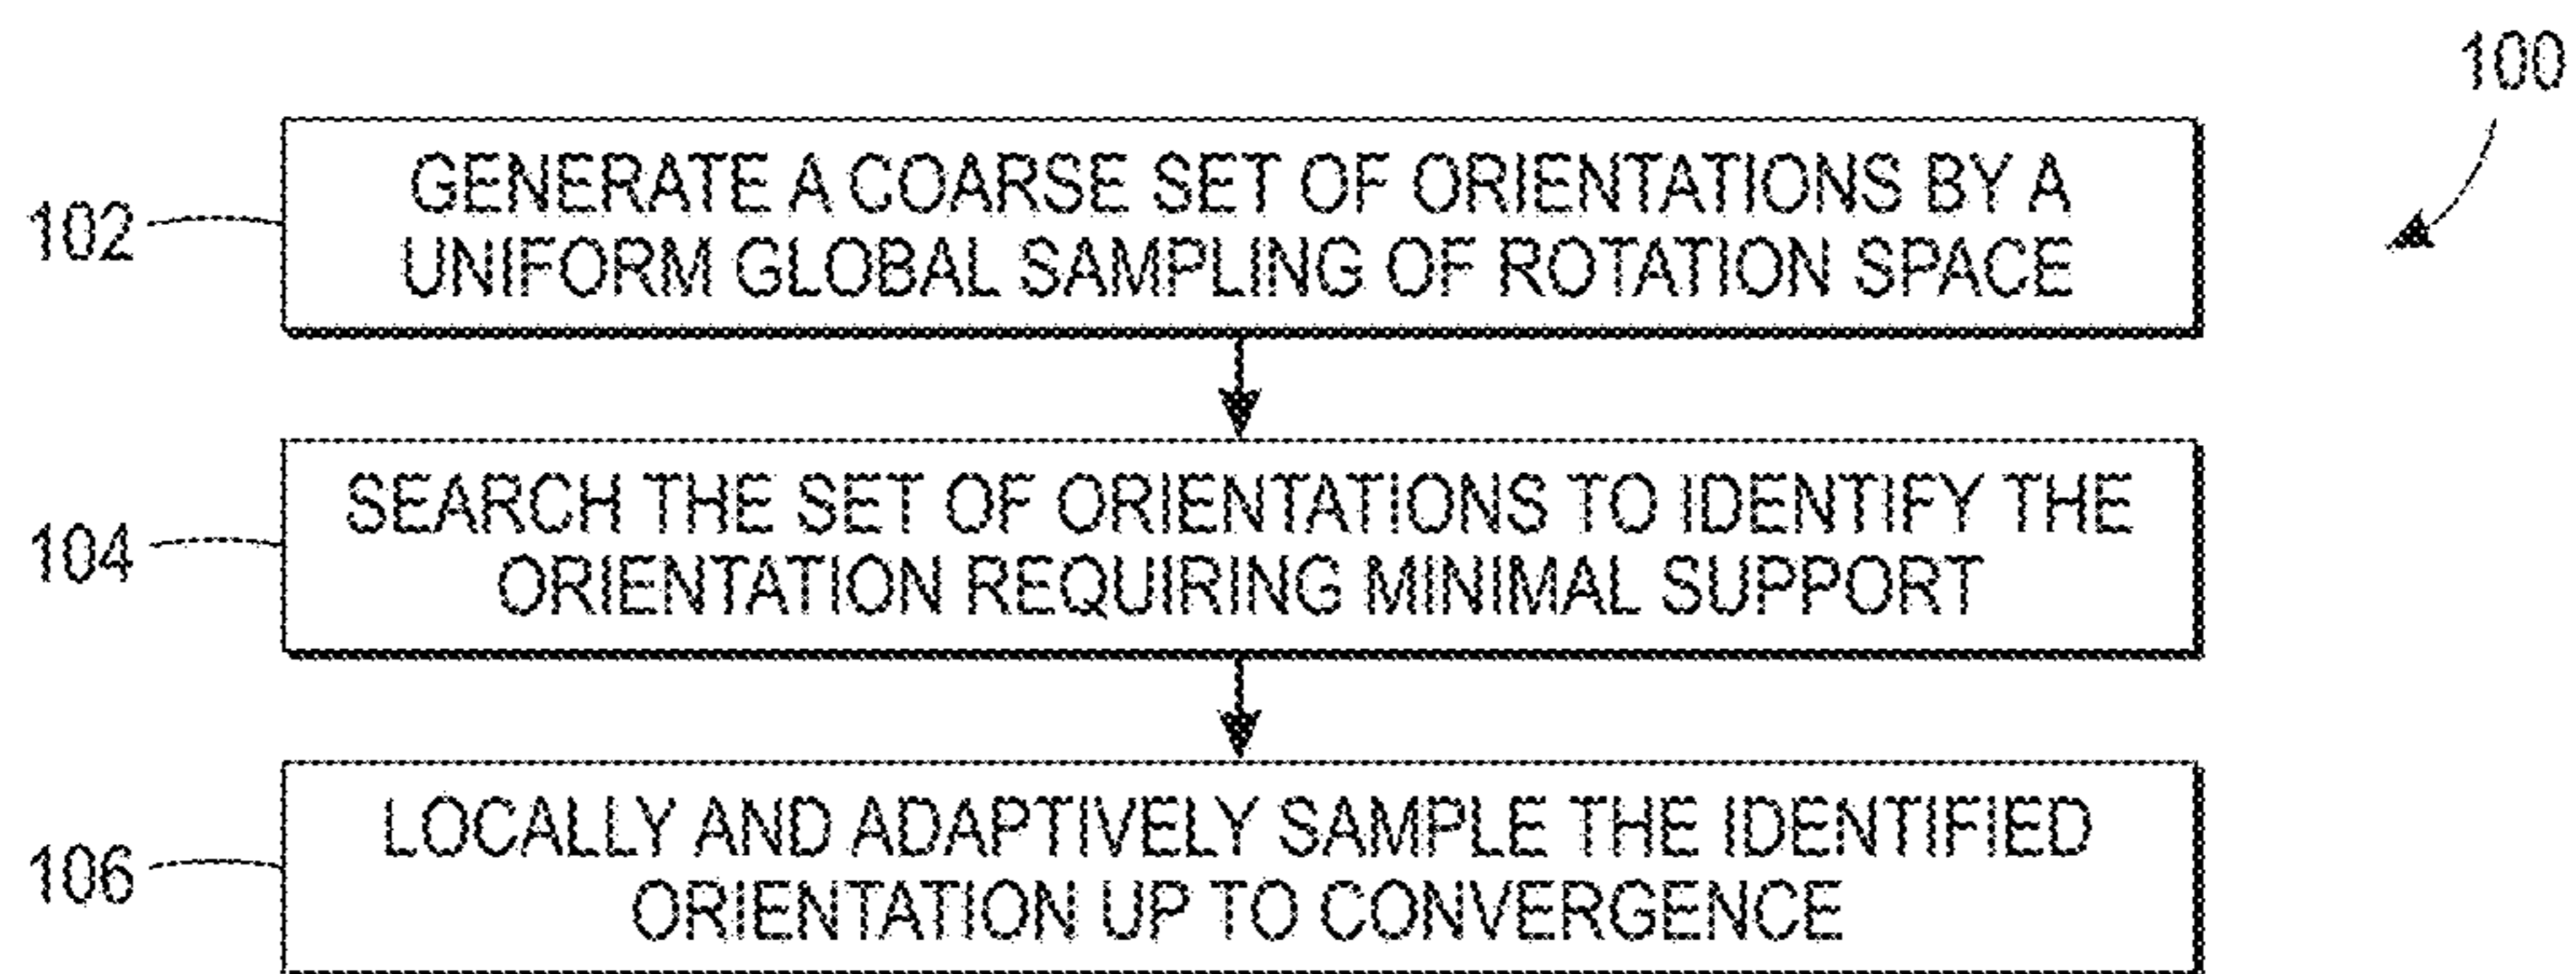 100
102
GENERATE A COARSE SET OF ORIENTATIONS BY A
UNIFORM GLOBAL SAMPLING OF ROTATION SPACE
104
SEARCH THE SET OF ORIENTATIONS TO IDENTIFY THE
ORIENTATION REQUIRING MINIMAL SUPPORT
106
LOCALLY AND ADAPTIVELY SAMPLE THE IDENTIFIED
ORIENTATION UP TO CONVERGENCE